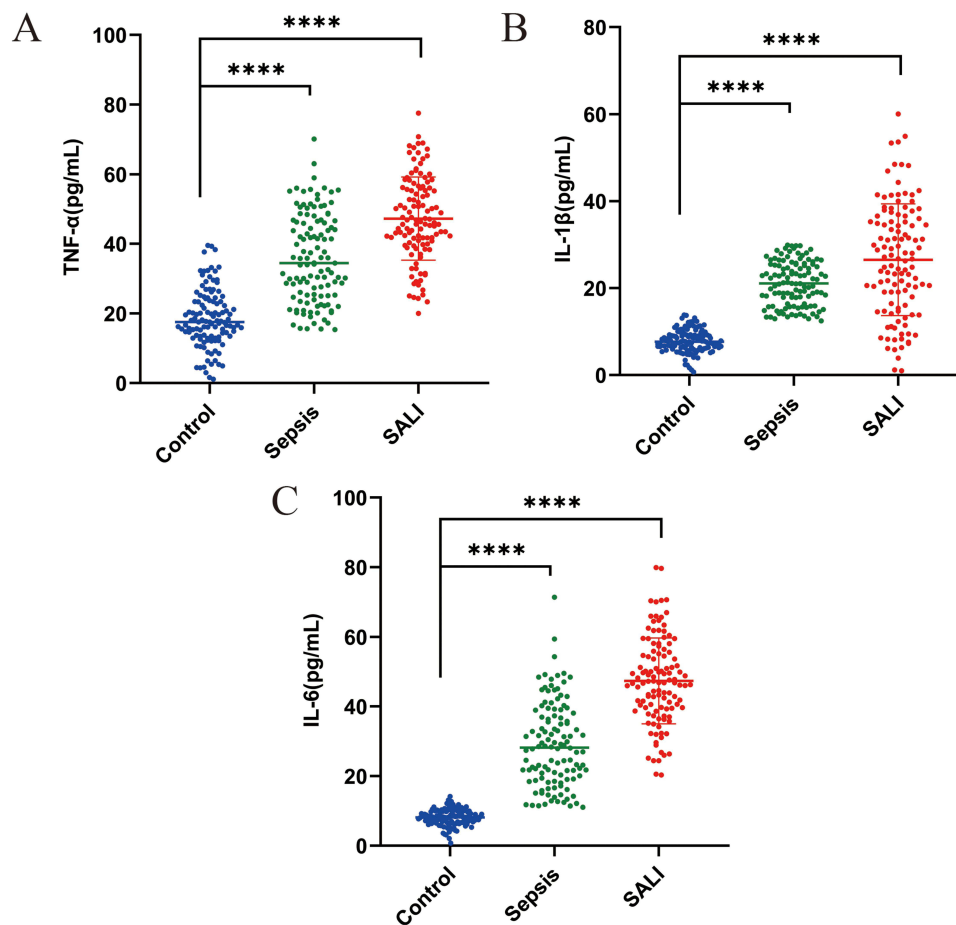 A
100
80
60
40
20
0
TNF-α(pg/mL)
****
****
Control
Sepsis
SALI
B
80
60
40
20
0
IL-1β(pg/mL)
****
****
Control
Sepsis
SALI
C
100
80
60
40
20
0
IL-6(pg/mL)
****
****
Control
Sepsis
SALI